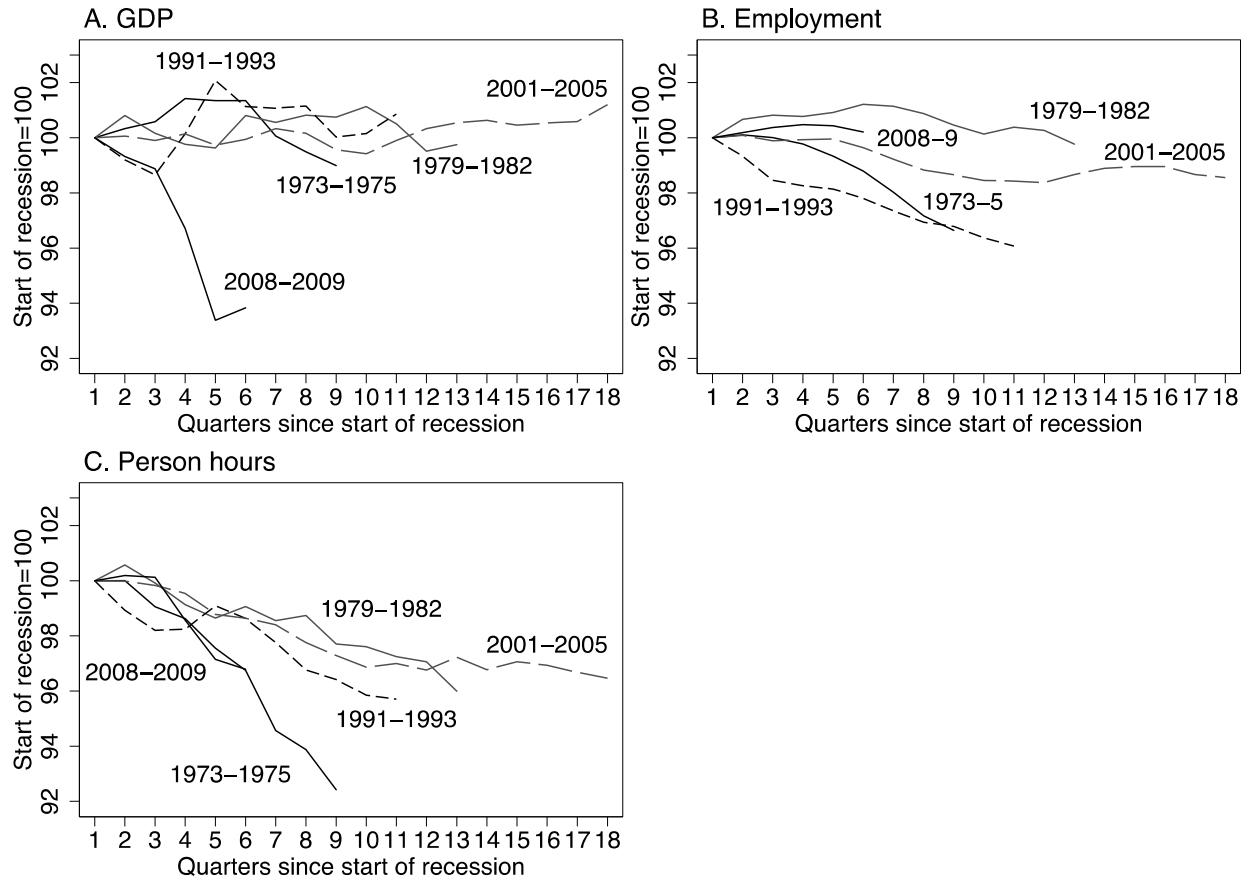 A. GDP
Start of recession=100
92 94 96 98 100 102
1991–1993
2001–2005
1979–1982
1973–1975
2008–2009
1 2 3 4 5 6 7 8 9 10 11 12 13 14 15 16 17 18
Quarters since start of recession
B. Employment
Start of recession=100
92 94 96 98 100 102
1979–1982
2008–9
2001–2005
1973–5
1991–1993
1 2 3 4 5 6 7 8 9 10 11 12 13 14 15 16 17 18
Quarters since start of recession
C. Person hours
Start of recession=100
92 94 96 98 100 102
1979–1982
2001–2005
2008–2009
1991–1993
1973–1975
1 2 3 4 5 6 7 8 9 10 11 12 13 14 15 16 17 18
Quarters since start of recession